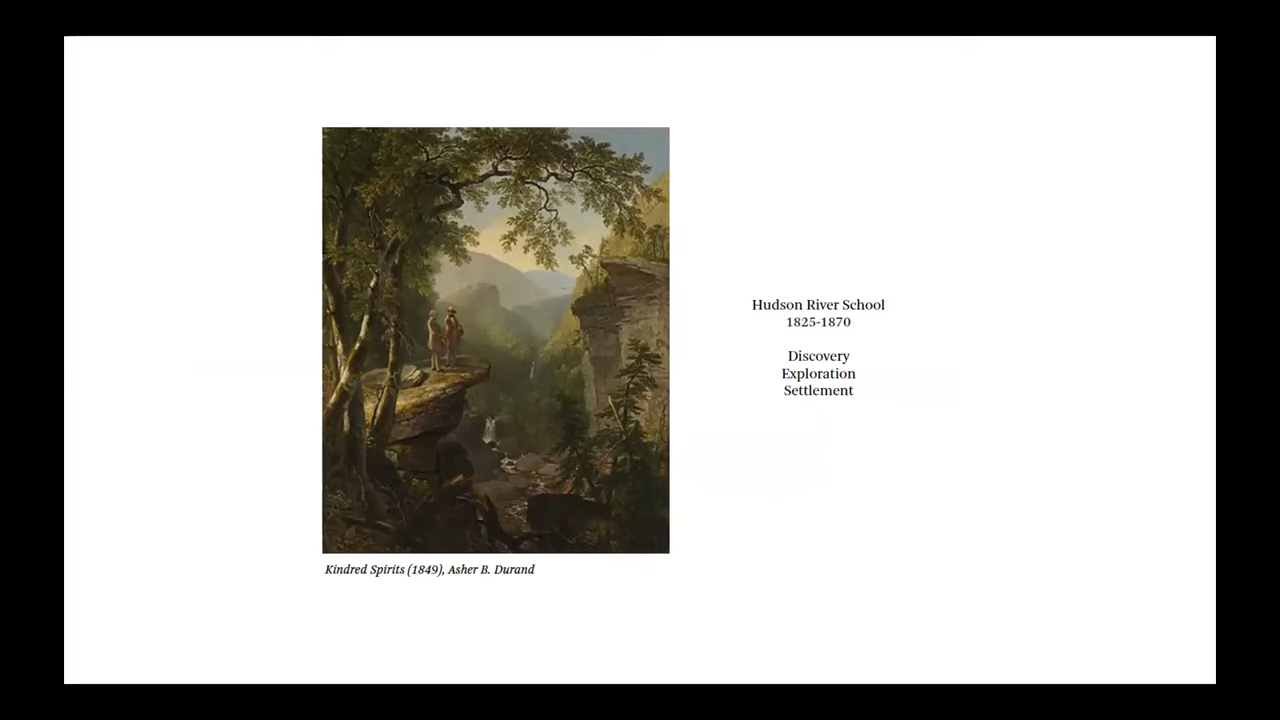 Hudson River School
1825-1870
Discovery
Exploration
Settlement
Kindred Spirits (1849), Asher B. Durand